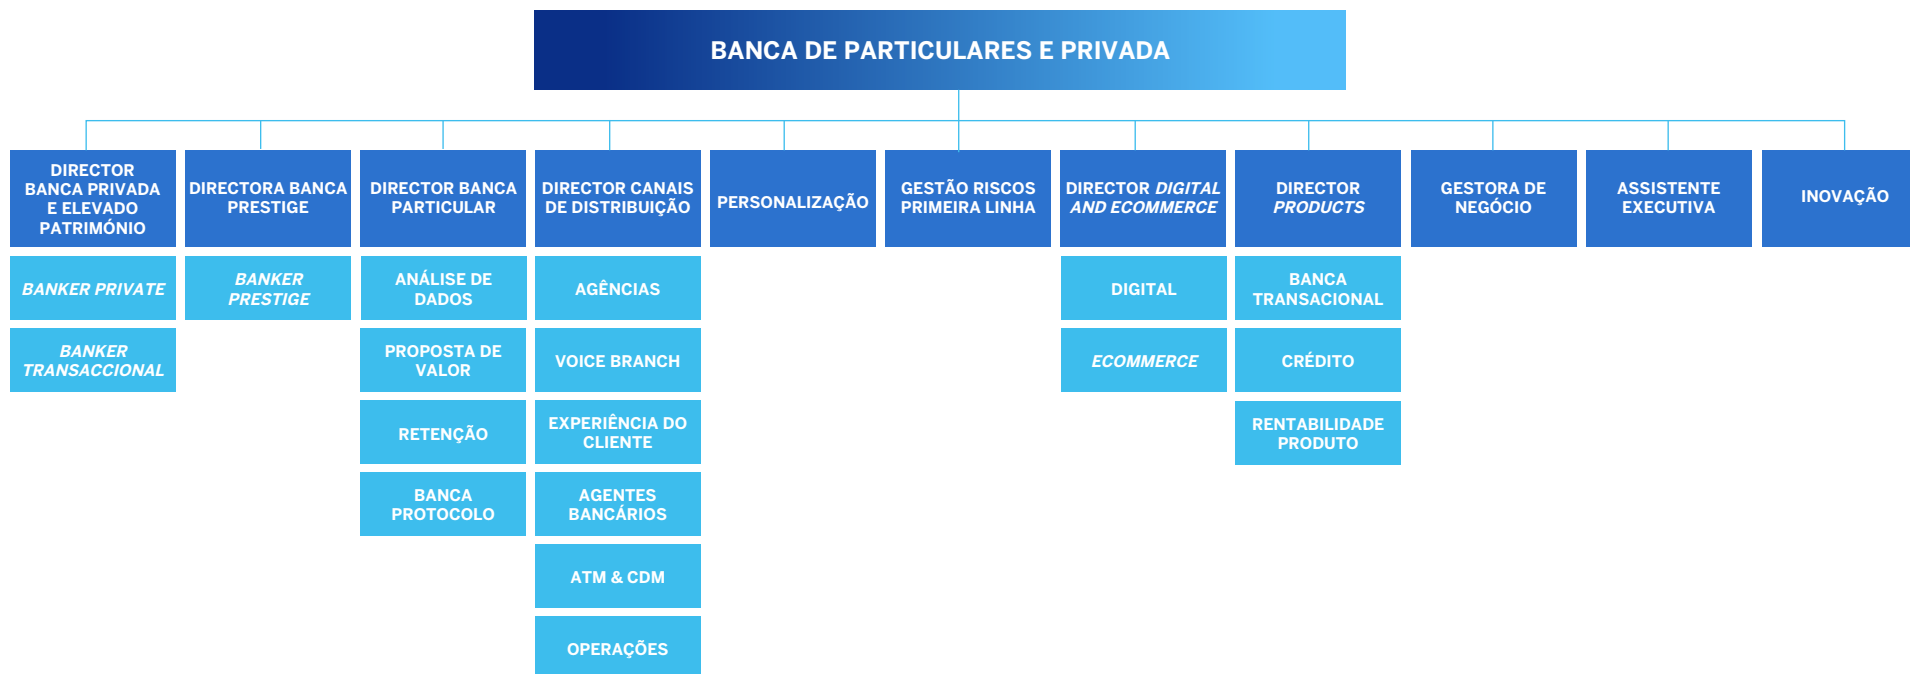 BANCA DE PARTICULARES E PRIVADA
DIRECTOR
BANCA PRIVADA
E ELEVADO
PATRIMÓNIO
DIRECTORA BANCA
PRESTIGE
DIRECTOR BANCA
PARTICULAR
DIRECTOR CANAIS
DE DISTRIBUIÇÃO
PERSONALIZAÇÃO
GESTÃO RISCOS
PRIMEIRA LINHA
DIRECTOR DIGITAL
AND ECOMMERCE
DIRECTOR
PRODUCTS
GESTORA DE
NEGÓCIO
ASSISTENTE
EXECUTIVA
INOVAÇÃO
BANKER PRIVATE
BANKER
TRANSACCIONAL
BANKER
PRESTIGE
ANÁLISE DE
DADOS
PROPOSTA DE
VALOR
RETENÇÃO
BANCA
PROTOCOLO
AGÊNCIAS
VOICE BRANCH
EXPERIÊNCIA DO
CLIENTE
AGENTES
BANCÁRIOS
ATM & CDM
OPERAÇÕES
DIGITAL
ECOMMERCE
BANCA
TRANSACIONAL
CRÉDITO
RENTABILIDADE
PRODUTO